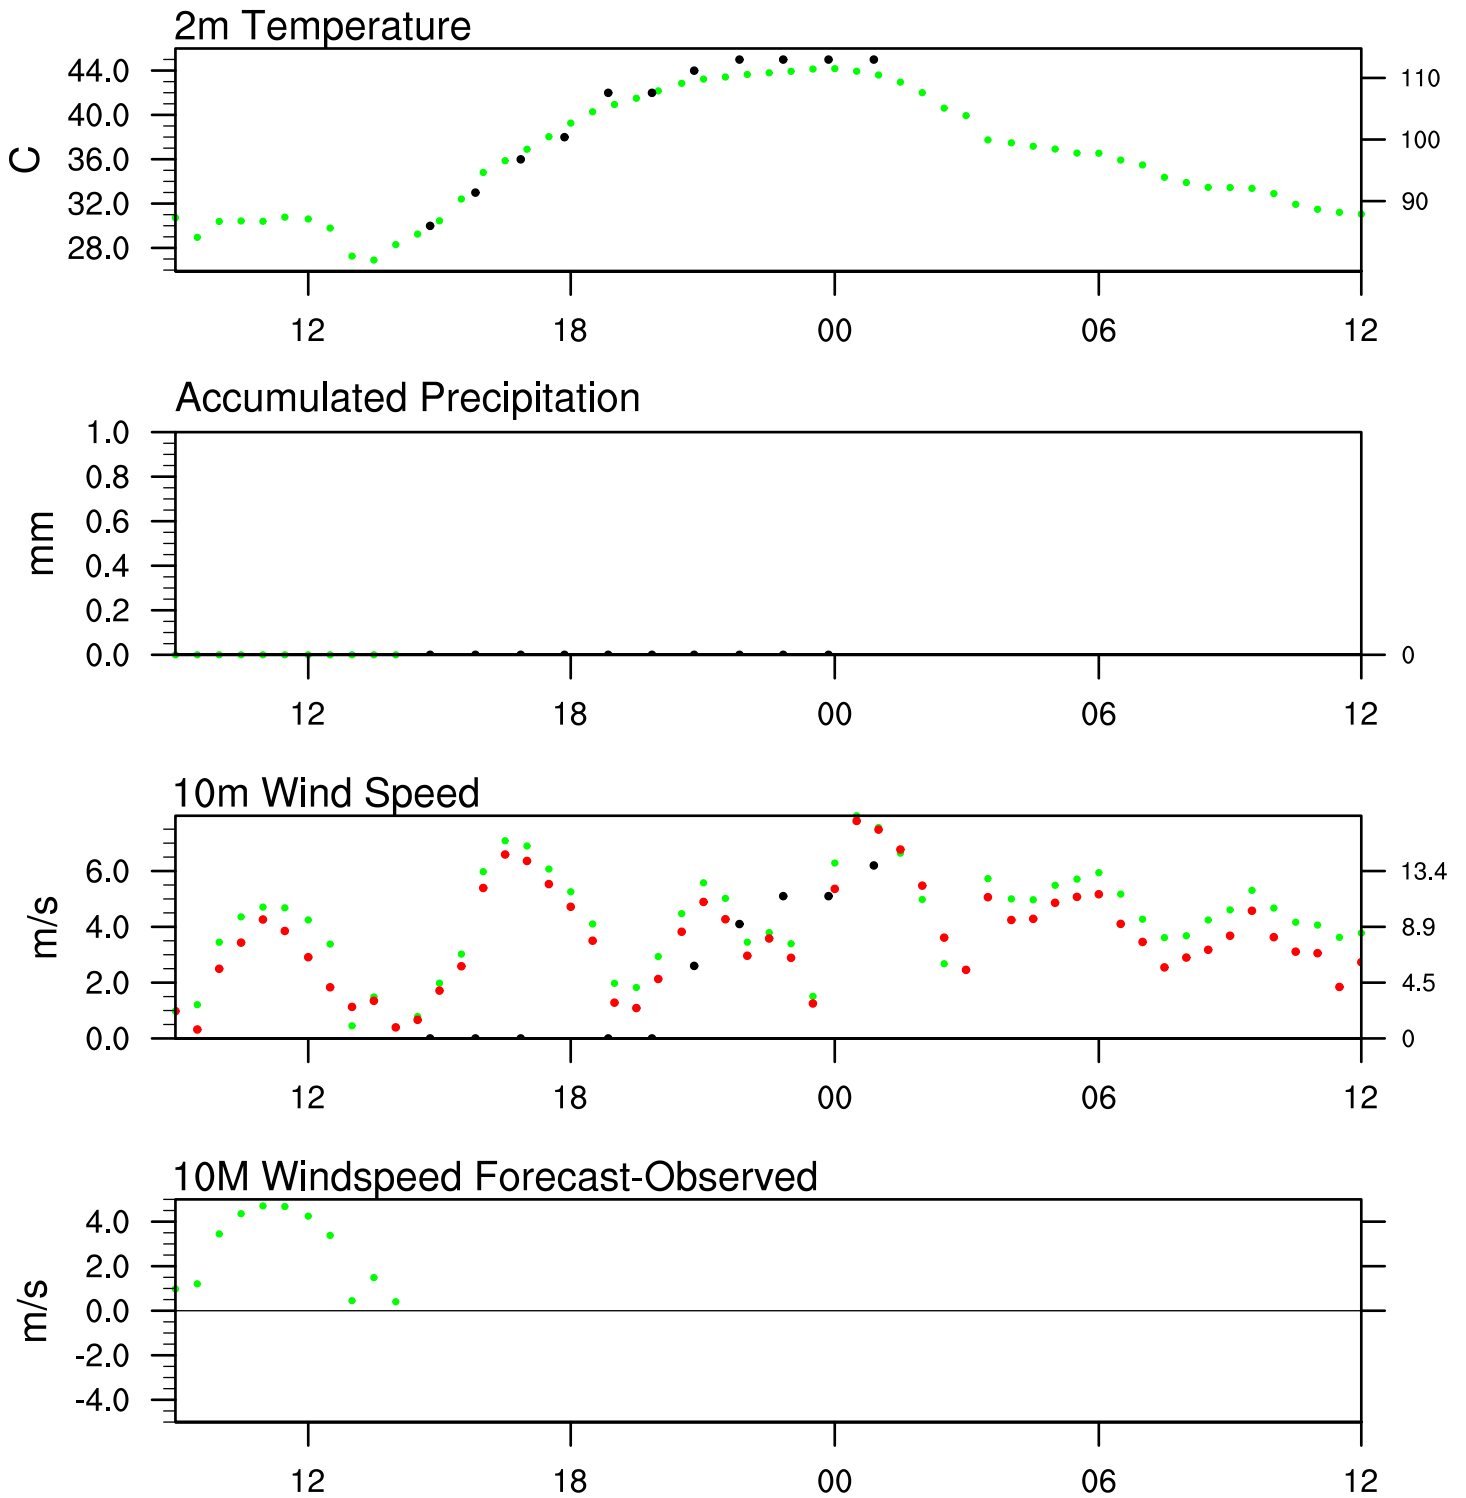 2m Temperature
C
44.0
40.0
36.0
32.0
28.0
110
100
90
12 18 00 06 12
Accumulated Precipitation
mm
1.0
0.8
0.6
0.4
0.2
0.0
0
12 18 00 06 12
10m Wind Speed
m/s
6.0
4.0
2.0
0.0
13.4
8.9
4.5
0
12 18 00 06 12
10M Windspeed Forecast-Observed
m/s
4.0
2.0
0.0
-2.0
-4.0
12 18 00 06 12